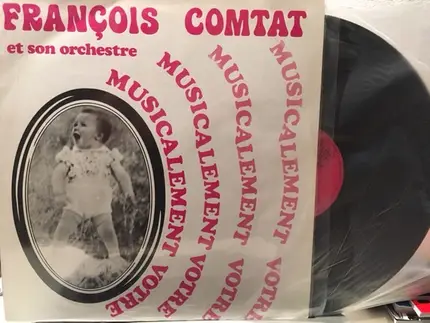 FRANÇOIS COMTAT
et son orchestre
MUSICALEMENT VOTRE
MUSICALEMENT VOTRE
MUSICALEMENT VOTRE
MUSICALEMENT VOTRE